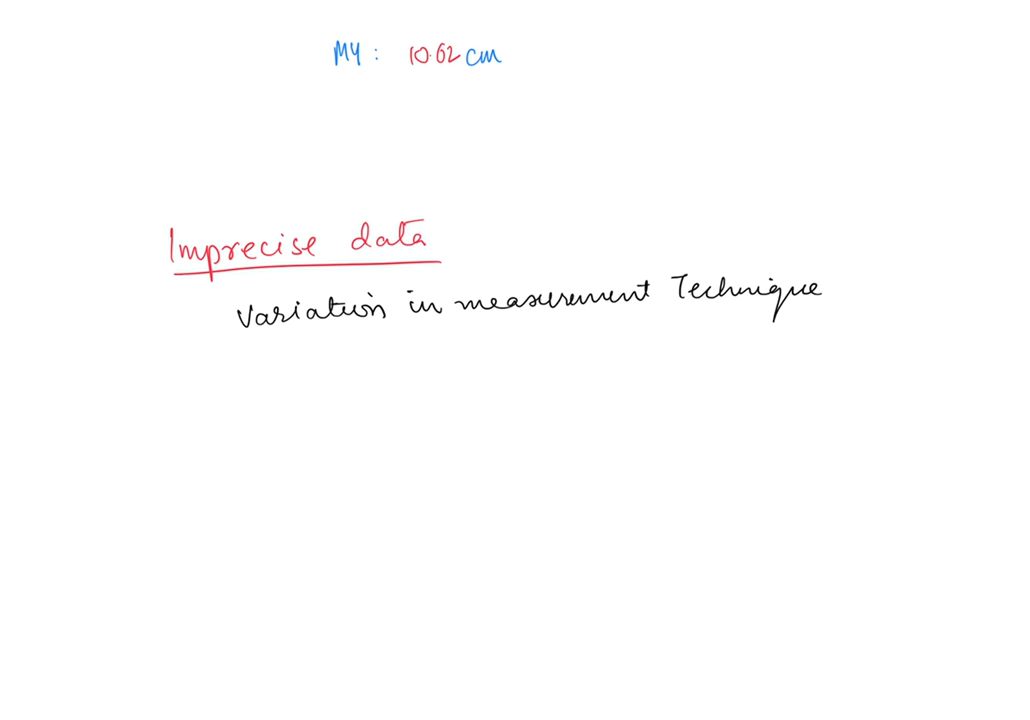 M4 : 10.62 cm
Imprecise data
Variation in measurement Technique